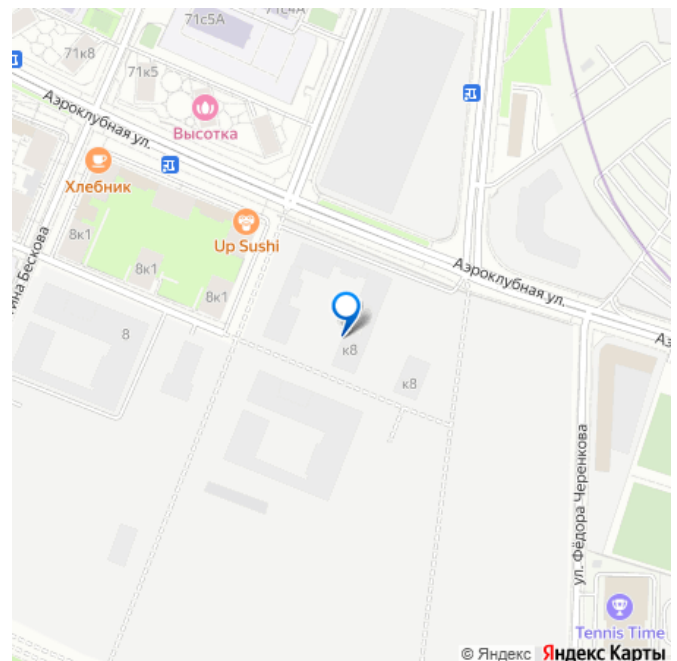 71с5А
71к8
71к5
Аэроклубная ул.
Высотка
Хлебник
8к1
Up Sushi
8к1
8к1
Аэроклубная ул.
8
к8
к8
ул. Фёдора Черенкова
Tennis Time
© Яндекс Яндекс Карты